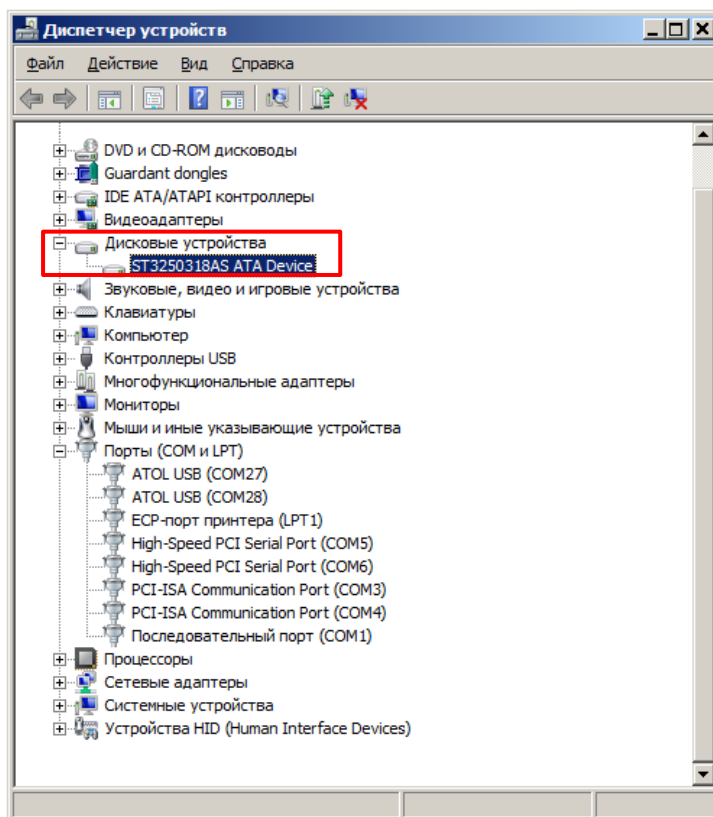 Диспетчер устройств
Файл Действие Вид Справка
DVD и CD-ROM дисководы
Guardant dongles
IDE ATA/ATAPI контроллеры
Видеоадаптеры
Дисковые устройства
ST3250318AS ATA Device
Звуковые, видео и игровые устройства
Клавиатуры
Компьютер
Контроллеры USB
Многофункциональные адаптеры
Мониторы
Мыши и иные указывающие устройства
Порты (COM и LPT)
ATOL USB (COM27)
ATOL USB (COM28)
ECP-порт принтера (LPT1)
High-Speed PCI Serial Port (COM5)
High-Speed PCI Serial Port (COM6)
PCI-ISA Communication Port (COM3)
PCI-ISA Communication Port (COM4)
Последовательный порт (COM1)
Процессоры
Сетевые адаптеры
Системные устройства
Устройства HID (Human Interface Devices)